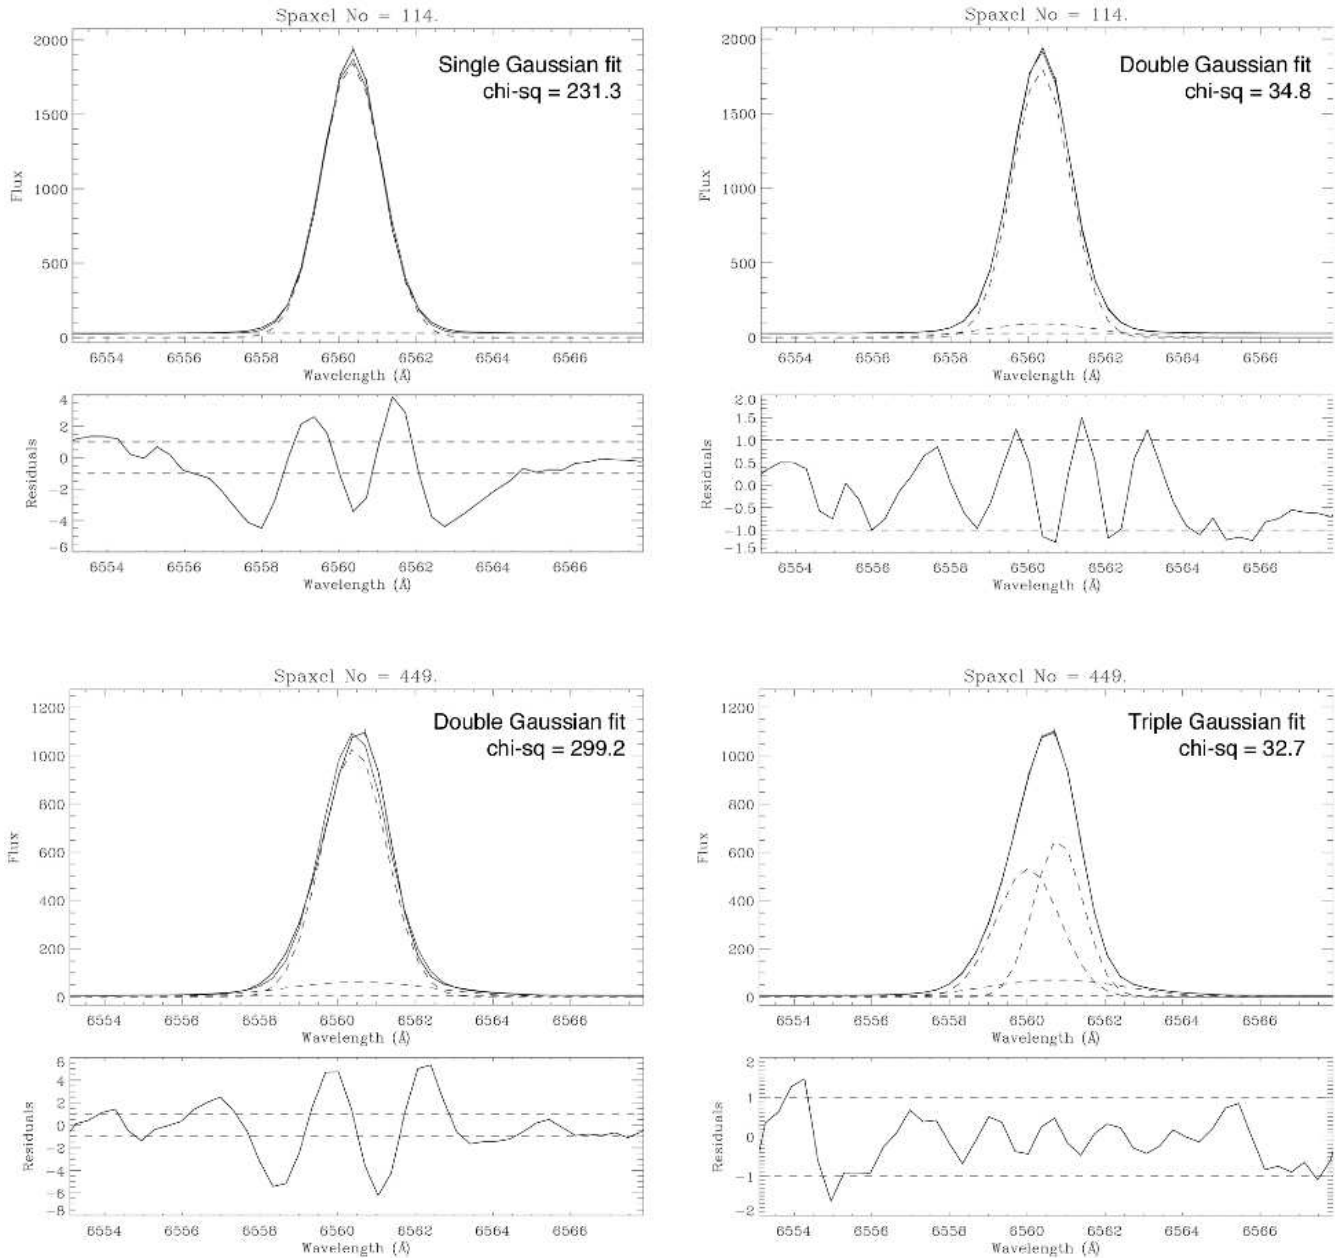 Spaxel No = 114.
Single Gaussian fit
chi-sq = 231.3
Flux
2000
1500
1000
500
0
6554 6556 6558 6560 6562 6564 6566
Wavelength (Å)
Residuals
4
2
0
−2
−4
−6
6554 6556 6558 6560 6562 6564 6566
Wavelength (Å)
Spaxel No = 114.
Double Gaussian fit
chi-sq = 34.8
Flux
2000
1500
1000
500
0
6554 6556 6558 6560 6562 6564 6566
Wavelength (Å)
Residuals
2.0
1.5
1.0
0.5
0.0
−0.5
−1.0
−1.5
6554 6556 6558 6560 6562 6564 6566
Wavelength (Å)
Spaxel No = 449.
Double Gaussian fit
chi-sq = 299.2
Flux
1200
1000
800
600
400
200
0
6554 6556 6558 6560 6562 6564 6566
Wavelength (Å)
Residuals
6
4
2
0
−2
−4
−6
−8
6554 6556 6558 6560 6562 6564 6566
Wavelength (Å)
Spaxel No = 449.
Triple Gaussian fit
chi-sq = 32.7
Flux
1200
1000
800
600
400
200
0
6554 6556 6558 6560 6562 6564 6566
Wavelength (Å)
Residuals
2
1
0
−1
−2
6554 6556 6558 6560 6562 6564 6566
Wavelength (Å)